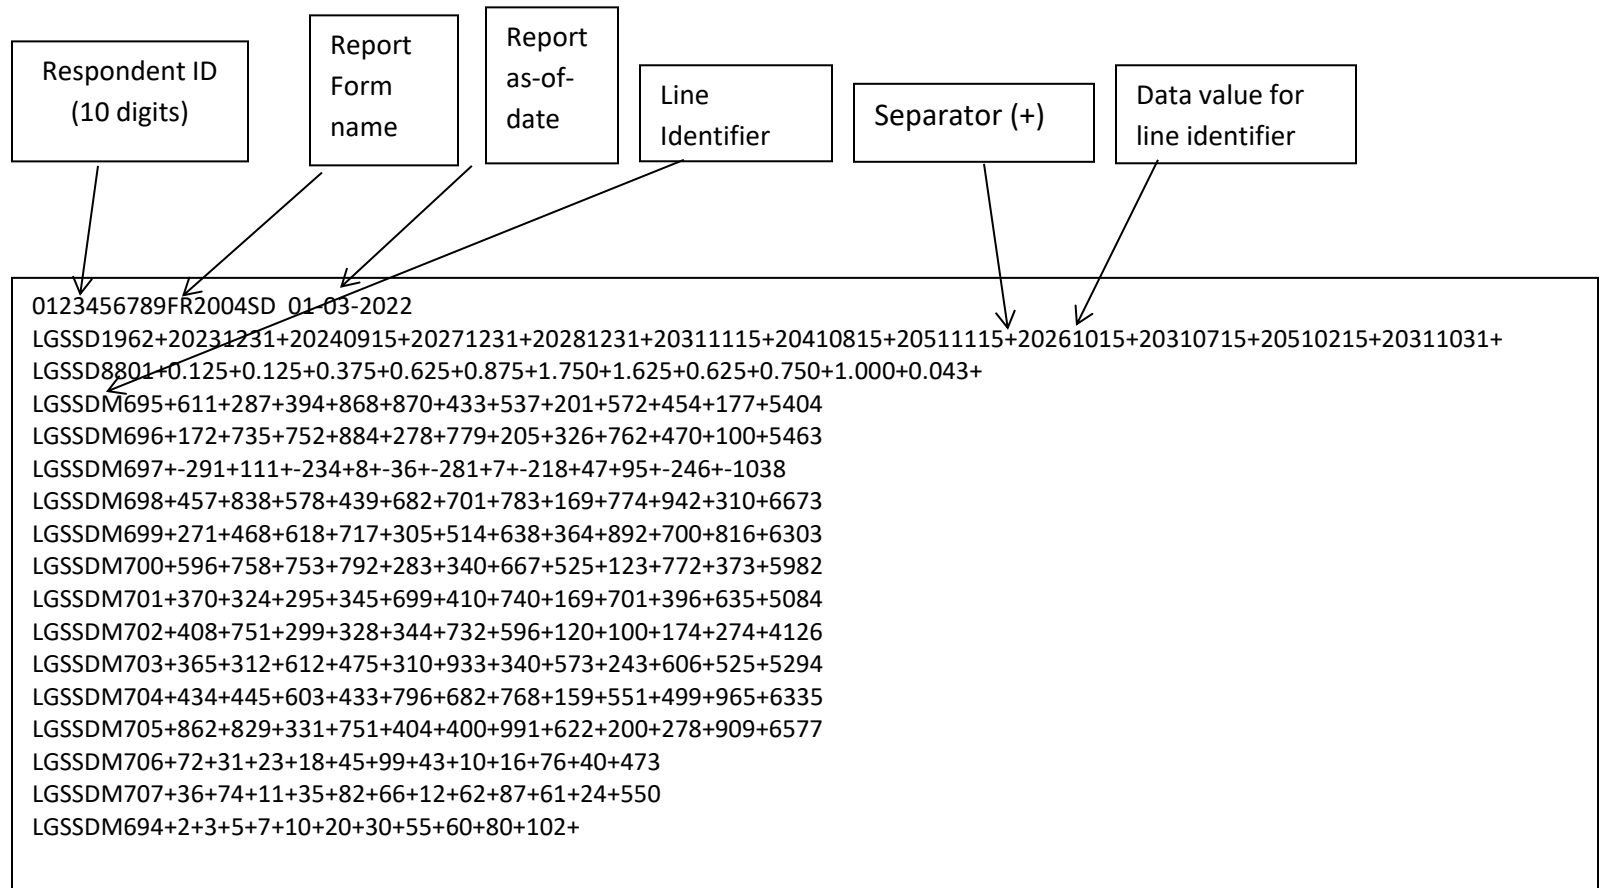 Respondent ID
(10 digits)
Report
Form
name
Report
as-of-
date
Line
Identifier
Separator (+)
Data value for
line identifier
0123456789FR2004SD  01-03-2022
LGSSD1962+20231231+20240915+20271231+20281231+20311115+20410815+20511115+20261015+20310715+20510215+20311031+
LGSSD8801+0.125+0.125+0.375+0.625+0.875+1.750+1.625+0.625+0.750+1.000+0.043+
LGSSDM695+611+287+394+868+870+433+537+201+572+454+177+5404
LGSSDM696+172+735+752+884+278+779+205+326+762+470+100+5463
LGSSDM697+-291+111+-234+8+-36+-281+7+-218+47+95+-246+-1038
LGSSDM698+457+838+578+439+682+701+783+169+774+942+310+6673
LGSSDM699+271+468+618+717+305+514+638+364+892+700+816+6303
LGSSDM700+596+758+753+792+283+340+667+525+123+772+373+5982
LGSSDM701+370+324+295+345+699+410+740+169+701+396+635+5084
LGSSDM702+408+751+299+328+344+732+596+120+100+174+274+4126
LGSSDM703+365+312+612+475+310+933+340+573+243+606+525+5294
LGSSDM704+434+445+603+433+796+682+768+159+551+499+965+6335
LGSSDM705+862+829+331+751+404+400+991+622+200+278+909+6577
LGSSDM706+72+31+23+18+45+99+43+10+16+76+40+473
LGSSDM707+36+74+11+35+82+66+12+62+87+61+24+550
LGSSDM694+2+3+5+7+10+20+30+55+60+80+102+